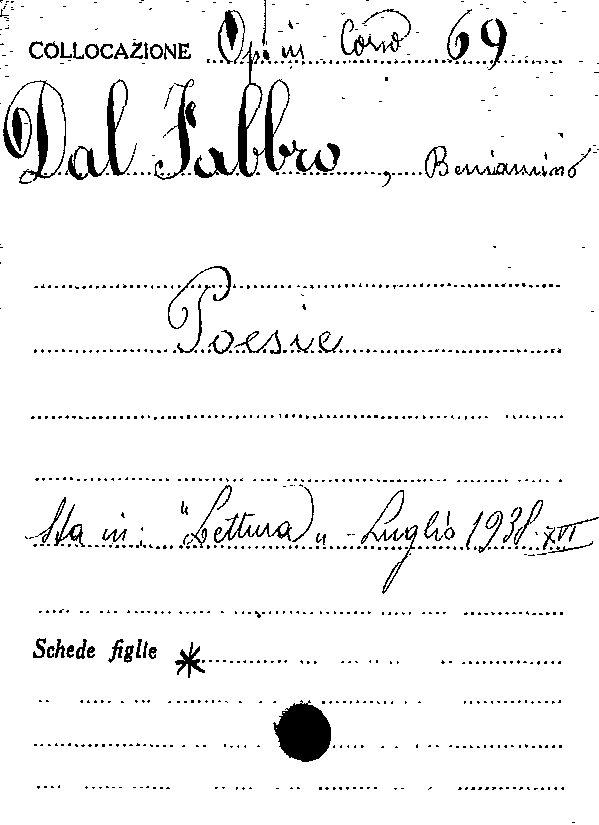 COLLOCAZIONE Op. in Corso 69
Dal Fabbro, Beniamino
Poesie
Sta in: "Lettura„ - Luglio 1938 XVI
Schede figlie *